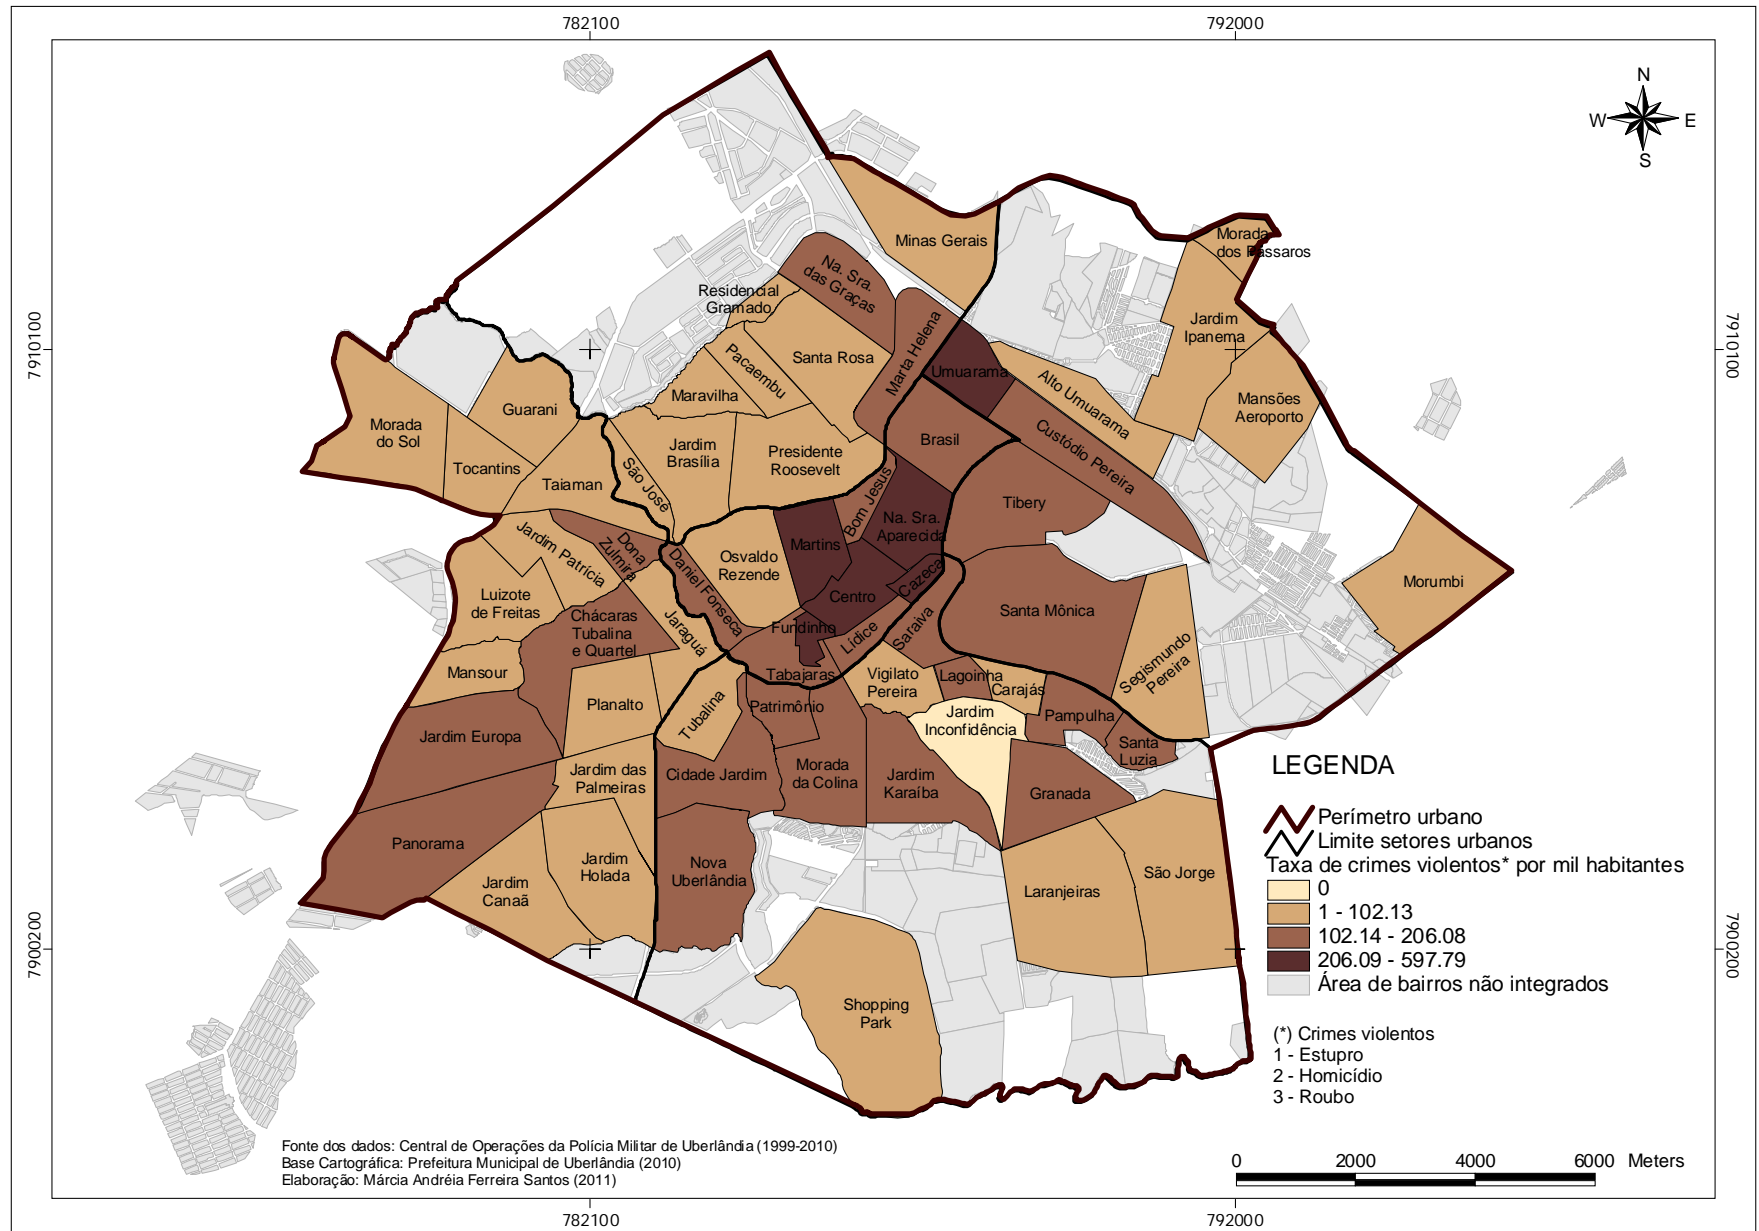 782100
792000
N
W
E
S
7910100
7910100
7900200
7900200
Minas Gerais
Morada
dos Pássaros
Na. Sra.
das Graças
Residencial
Gramado
Jardim
Ipanema
Marta Helena
Santa Rosa
Pacaembu
Umuarama
Alto Umuarama
Maravilha
Mansões
Aeroporto
Guarani
Morada
do Sol
Brasil
Custódio Pereira
Jardim
Brasília
Presidente
Roosevelt
Tocantins
São José
Taiaman
Bom Jesus
Tibery
Na. Sra.
Aparecida
Jardim Patrícia
Dona
Zulmira
Martins
Daniel Fonseca
Osvaldo
Rezende
Cazeca
Morumbi
Luizote
de Freitas
Centro
Santa Mônica
Chácaras
Tubalina
e Quartel
Jaraguá
Fundinho
Lídice
Saraiva
Segismundo
Pereira
Mansour
Tabajaras
Vigilato
Pereira
Lagoinha
Carajás
Planalto
Tubalina
Patrimônio
Jardim
Inconfidência
Pampulha
Jardim Europa
Santa
Luzia
Jardim das
Palmeiras
Cidade Jardim
Morada
da Colina
Jardim
Karaíba
Granada
Panorama
Jardim
Holada
Nova
Uberlândia
São Jorge
Jardim
Canaã
Laranjeiras
Shopping
Park
LEGENDA
Perímetro urbano
Limite setores urbanos
Taxa de crimes violentos* por mil habitantes
0
1 - 102.13
102.14 - 206.08
206.09 - 597.79
Área de bairros não integrados
(*) Crimes violentos
1 - Estupro
2 - Homicídio
3 - Roubo
Fonte dos dados: Central de Operações da Polícia Militar de Uberlândia (1999-2010)
Base Cartográfica: Prefeitura Municipal de Uberlândia (2010)
Elaboração: Márcia Andréia Ferreira Santos (2011)
0 2000 4000 6000 Meters
782100
792000